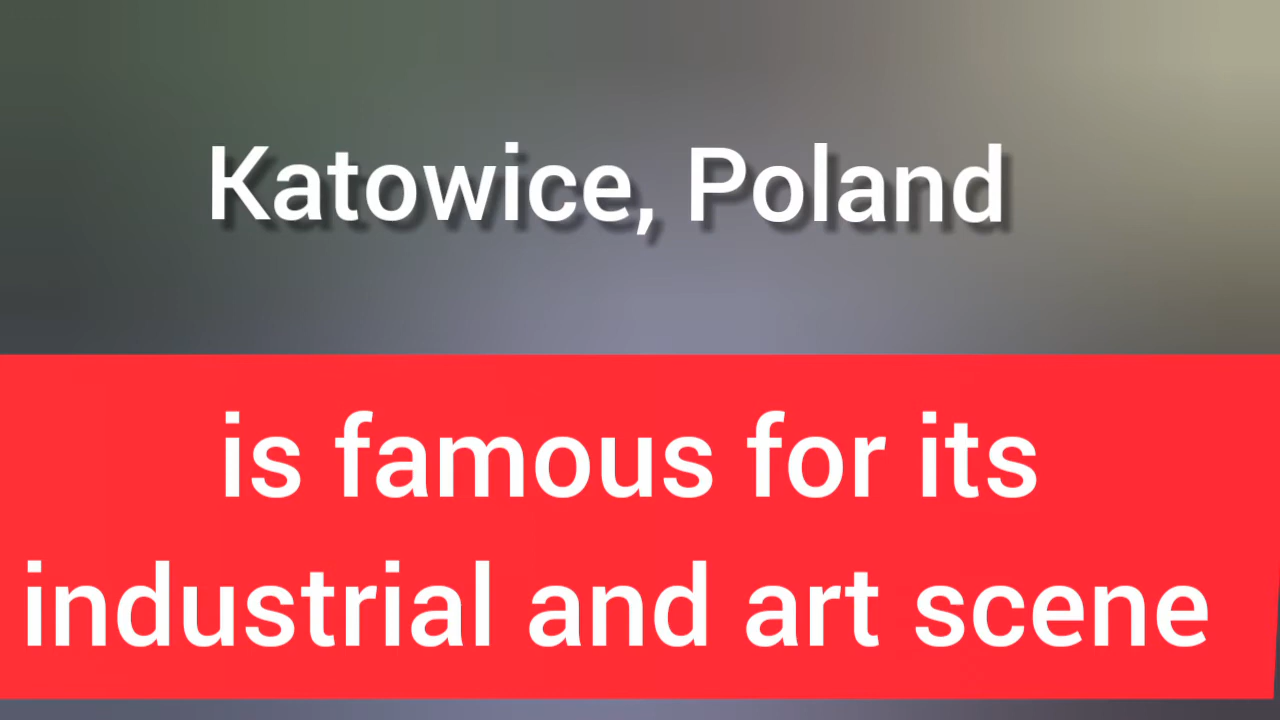 Katowice, Poland
is famous for its
industrial and art scene